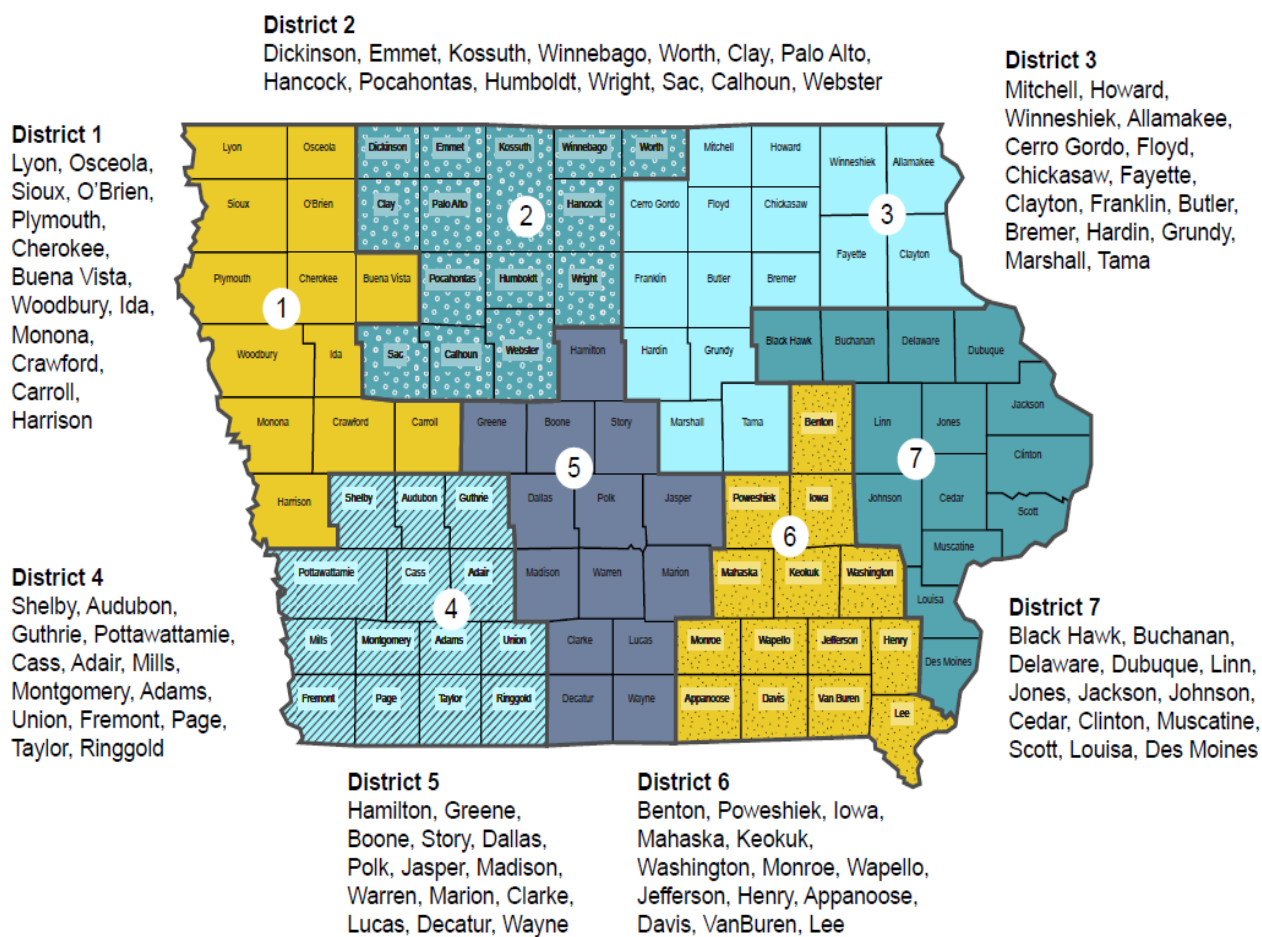 District 2
Dickinson, Emmet, Kossuth, Winnebago, Worth, Clay, Palo Alto,
Hancock, Pocahontas, Humboldt, Wright, Sac, Calhoun, Webster
District 3
Mitchell, Howard,
Winneshiek, Allamakee,
Cerro Gordo, Floyd,
Chickasaw, Fayette,
Clayton, Franklin, Butler,
Bremer, Hardin, Grundy,
Marshall, Tama
District 1
Lyon, Osceola,
Sioux, O'Brien,
Plymouth,
Cherokee,
Buena Vista,
Woodbury, Ida,
Monona,
Crawford,
Carroll,
Harrison
Lyon Osceola Dickinson Emmet Kossuth Winnebago Worth Mitchell Howard Winneshiek Allamakee
Sioux O'Brien Clay Palo Alto 2 Hancock Cerro Gordo Floyd Chickasaw 3
Plymouth Cherokee Buena Vista Pocahontas Humboldt Wright Franklin Butler Bremer Fayette Clayton
1
Woodbury Ida Sac Calhoun Webster Hamilton Hardin Grundy Black Hawk Buchanan Delaware Dubuque
Monona Crawford Carroll Greene Boone Story Marshall Tama Benton Linn Jones Jackson
5 7
Harrison Shelby Audubon Guthrie Dallas Polk Jasper Poweshiek Iowa Johnson Cedar Clinton Scott
6
Pottawattamie Cass Adair Madison Warren Marion Mahaska Keokuk Washington Muscatine Louisa
4
Mills Montgomery Adams Union Clarke Lucas Monroe Wapello Jefferson Henry Des Moines
Fremont Page Taylor Ringgold Decatur Wayne Appanoose Davis Van Buren Lee
District 4
Shelby, Audubon,
Guthrie, Pottawattamie,
Cass, Adair, Mills,
Montgomery, Adams,
Union, Fremont, Page,
Taylor, Ringgold
District 7
Black Hawk, Buchanan,
Delaware, Dubuque, Linn,
Jones, Jackson, Johnson,
Cedar, Clinton, Muscatine,
Scott, Louisa, Des Moines
District 5
Hamilton, Greene,
Boone, Story, Dallas,
Polk, Jasper, Madison,
Warren, Marion, Clarke,
Lucas, Decatur, Wayne
District 6
Benton, Poweshiek, Iowa,
Mahaska, Keokuk,
Washington, Monroe, Wapello,
Jefferson, Henry, Appanoose,
Davis, VanBuren, Lee